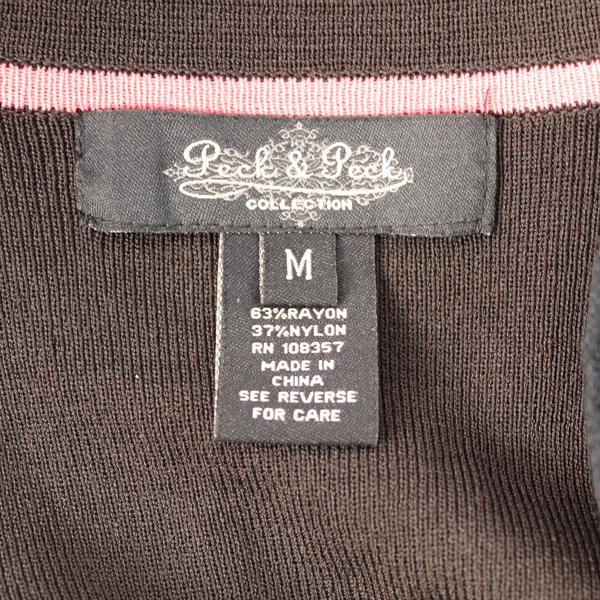 Peck & Peck
COLLECTION
M
63%RAYON
37%NYLON
RN 108357
MADE IN
CHINA
SEE REVERSE
FOR CARE